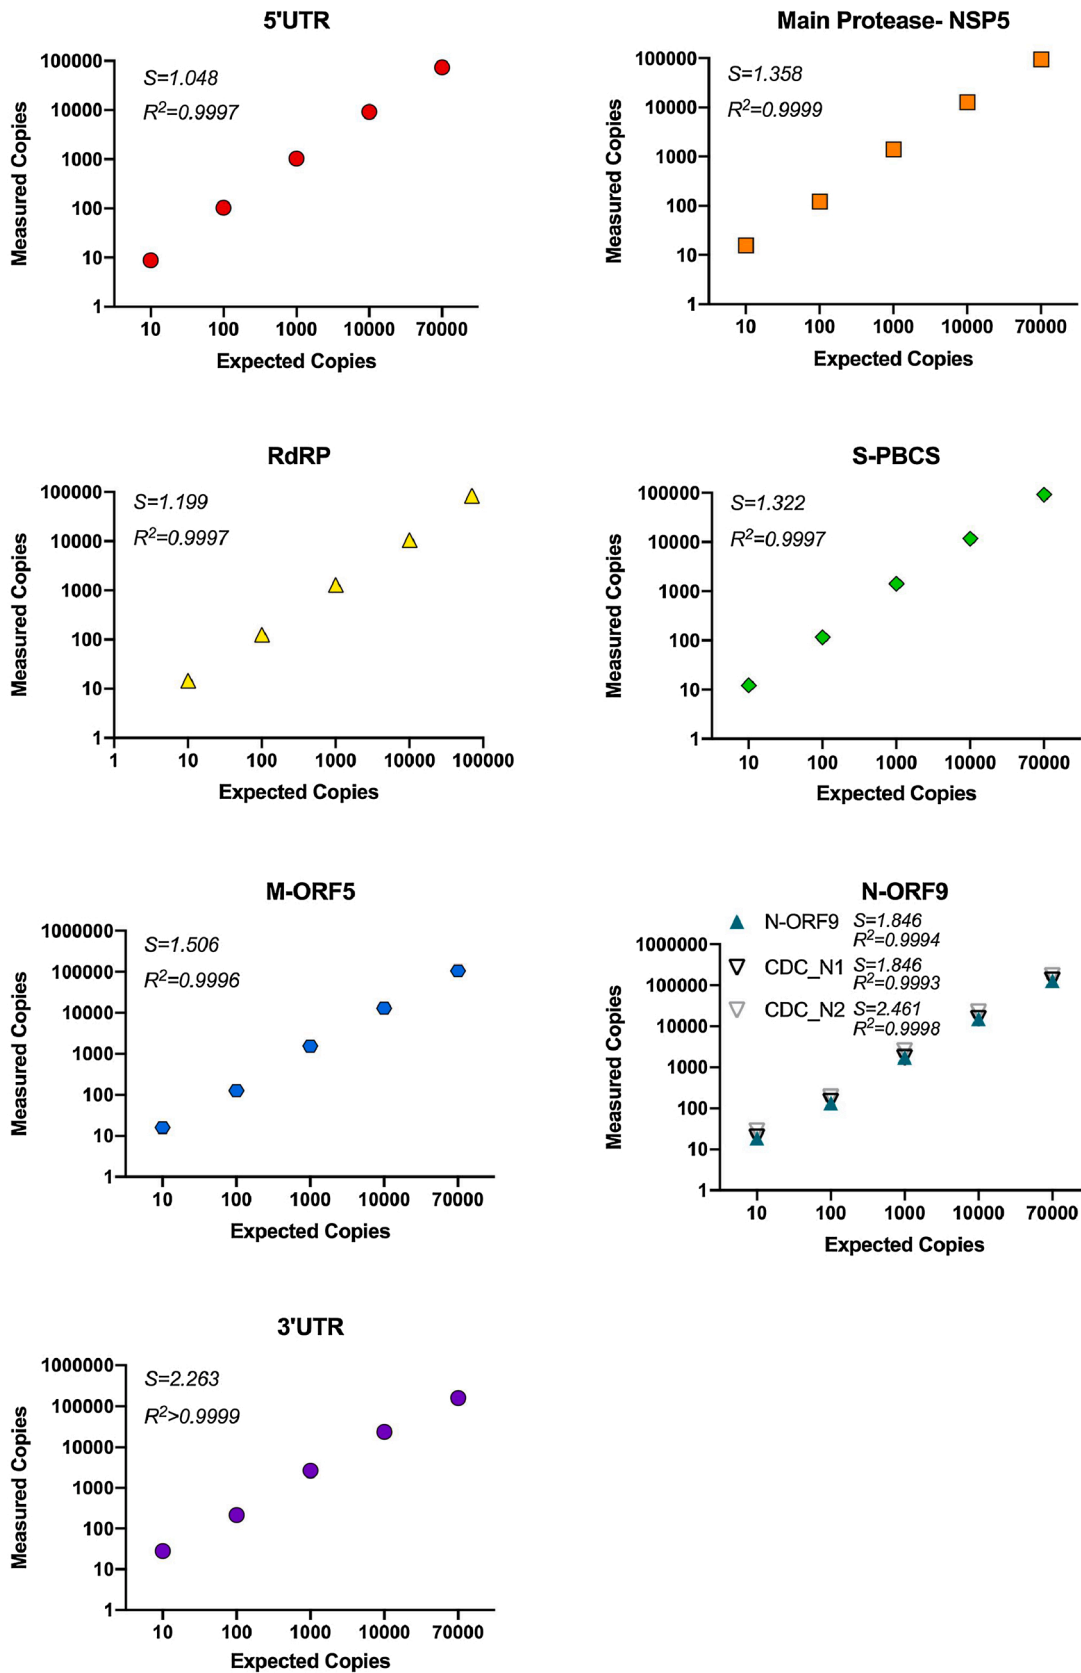 5'UTR
Measured Copies
100000
10000
1000
100
10
1
S=1.048
R²=0.9997
10 100 1000 10000 70000
Expected Copies
Main Protease- NSP5
Measured Copies
100000
10000
1000
100
10
1
S=1.358
R²=0.9999
10 100 1000 10000 70000
Expected Copies
RdRP
Measured Copies
100000
10000
1000
100
10
1
S=1.199
R²=0.9997
1 10 100 1000 10000 100000
Expected Copies
S-PBCS
Measured Copies
100000
10000
1000
100
10
1
S=1.322
R²=0.9997
10 100 1000 10000 70000
Expected Copies
M-ORF5
Measured Copies
1000000
100000
10000
1000
100
10
1
S=1.506
R²=0.9996
10 100 1000 10000 70000
Expected Copies
N-ORF9
Measured Copies
1000000
100000
10000
1000
100
10
1
N-ORF9 S=1.846
R²=0.9994
CDC_N1 S=1.846
R²=0.9993
CDC_N2 S=2.461
R²=0.9998
10 100 1000 10000 70000
Expected Copies
3'UTR
Measured Copies
1000000
100000
10000
1000
100
10
1
S=2.263
R²>0.9999
10 100 1000 10000 70000
Expected Copies